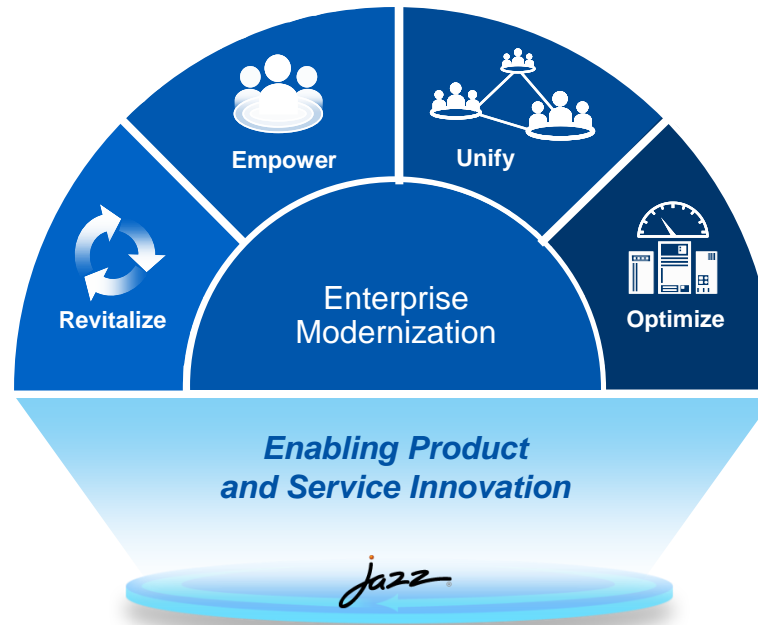 Empower
Unify
Revitalize
Optimize
Enterprise
Modernization
Enabling Product
and Service Innovation
jazz